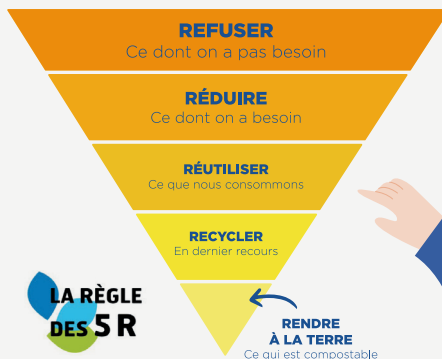 REFUSER
Ce dont on a pas besoin
RÉDUIRE
Ce dont on a besoin
RÉUTILISER
Ce que nous consommons
RECYCLER
En dernier recours
LA RÈGLE
DES 5 R
RENDRE
À LA TERRE
Ce qui est compostable